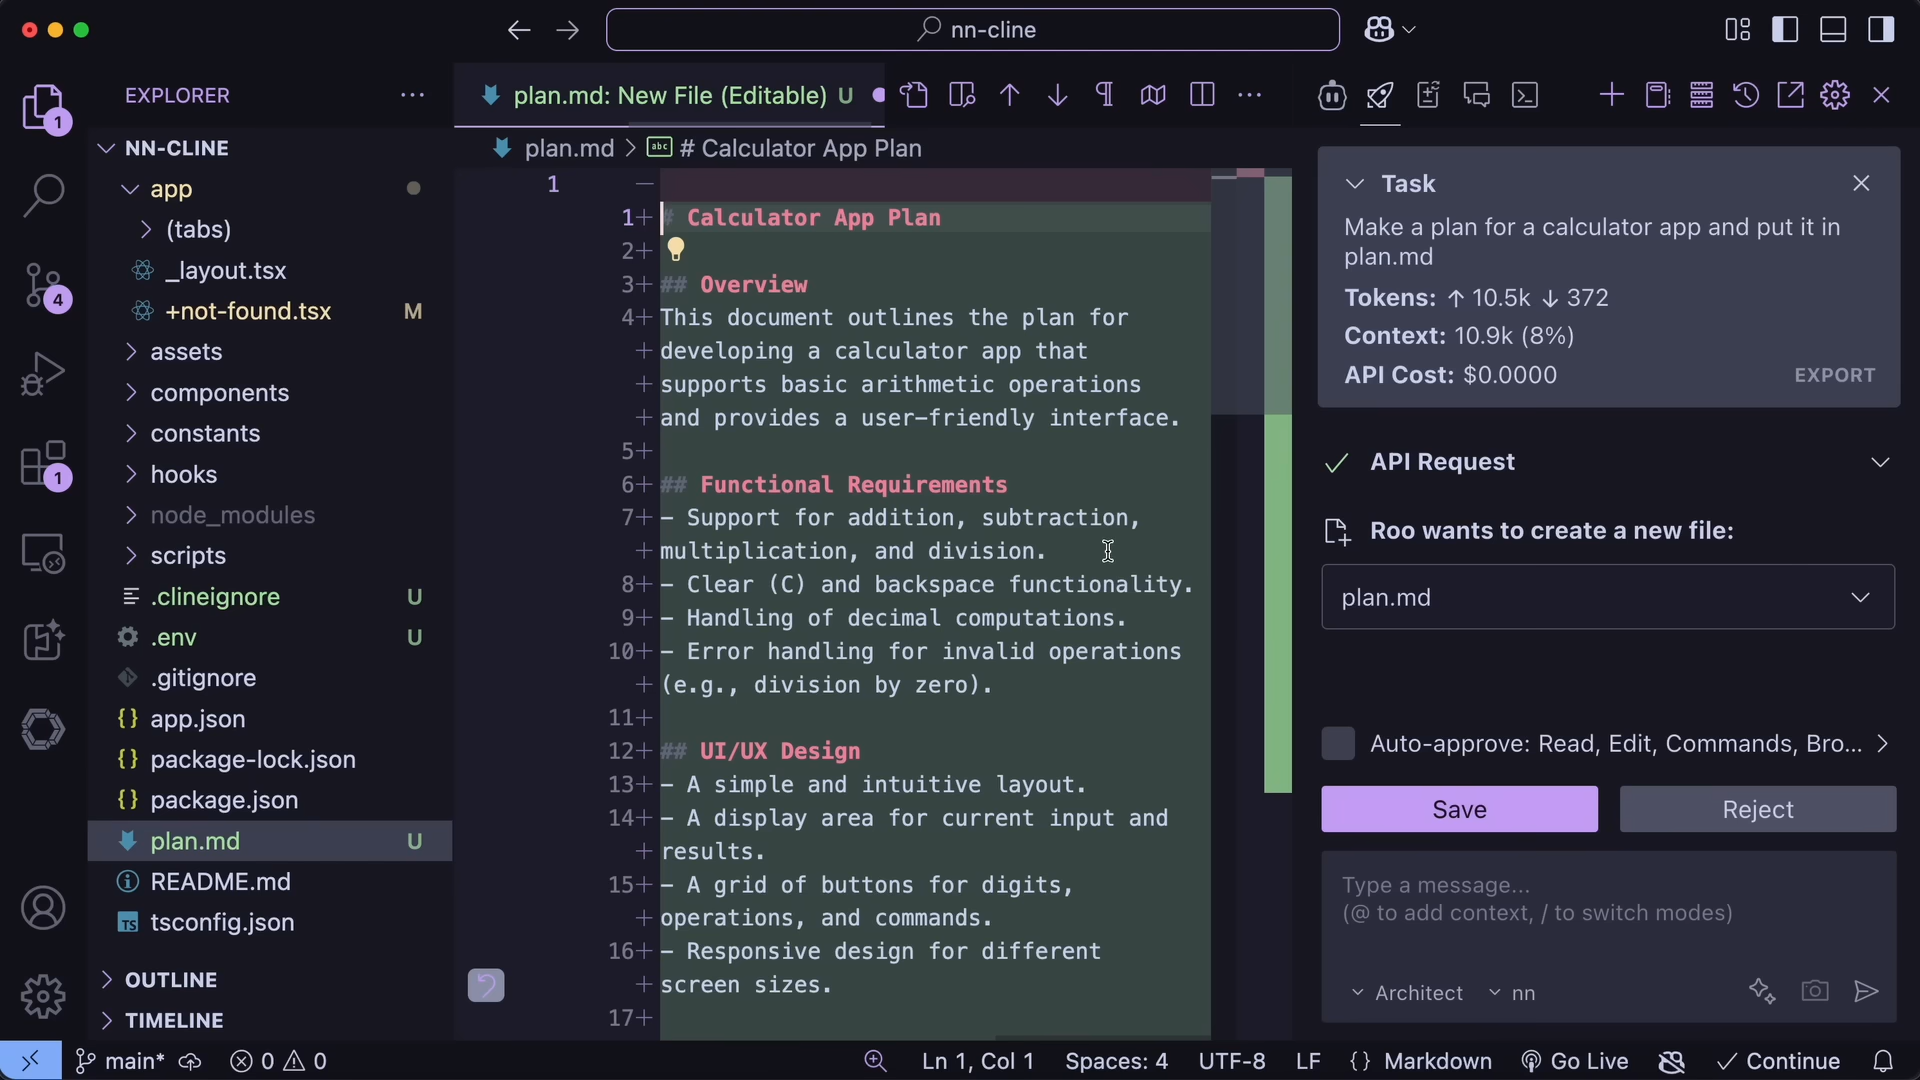 nn-cline
EXPLORER
NN-CLINE
app
(tabs)
_layout.tsx
+not-found.tsx M
assets
components
constants
hooks
node_modules
scripts
.clineignore U
.env U
.gitignore
{} app.json
{} package-lock.json
{} package.json
plan.md U
README.md
TS tsconfig.json
OUTLINE
TIMELINE
1
4
1
plan.md: New File (Editable) U
plan.md > abc # Calculator App Plan
1 —
1+ # Calculator App Plan
2+
3+ ## Overview
4+ This document outlines the plan for
+ developing a calculator app that
+ supports basic arithmetic operations
+ and provides a user-friendly interface.
5+
6+ ## Functional Requirements
7+ - Support for addition, subtraction,
+ multiplication, and division.
8+ - Clear (C) and backspace functionality.
9+ - Handling of decimal computations.
10+ - Error handling for invalid operations
+ (e.g., division by zero).
11+
12+ ## UI/UX Design
13+ - A simple and intuitive layout.
14+ - A display area for current input and
+ results.
15+ - A grid of buttons for digits,
+ operations, and commands.
16+ - Responsive design for different
+ screen sizes.
17+
Task
Make a plan for a calculator app and put it in
plan.md
Tokens: ↑ 10.5k ↓ 372
Context: 10.9k (8%)
API Cost: $0.0000 EXPORT
API Request
Roo wants to create a new file:
plan.md
Auto-approve: Read, Edit, Commands, Bro...
Save Reject
Type a message...
(@ to add context, / to switch modes)
Architect nn
main* 0 0
Ln 1, Col 1 Spaces: 4 UTF-8 LF {} Markdown Go Live Continue